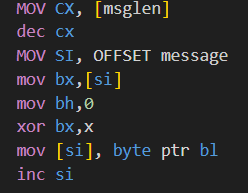 MOV CX, [msglen]
dec cx
MOV SI, OFFSET message
mov bx,[si]
mov bh,0
xor bx,x
mov [si], byte ptr bl
inc si